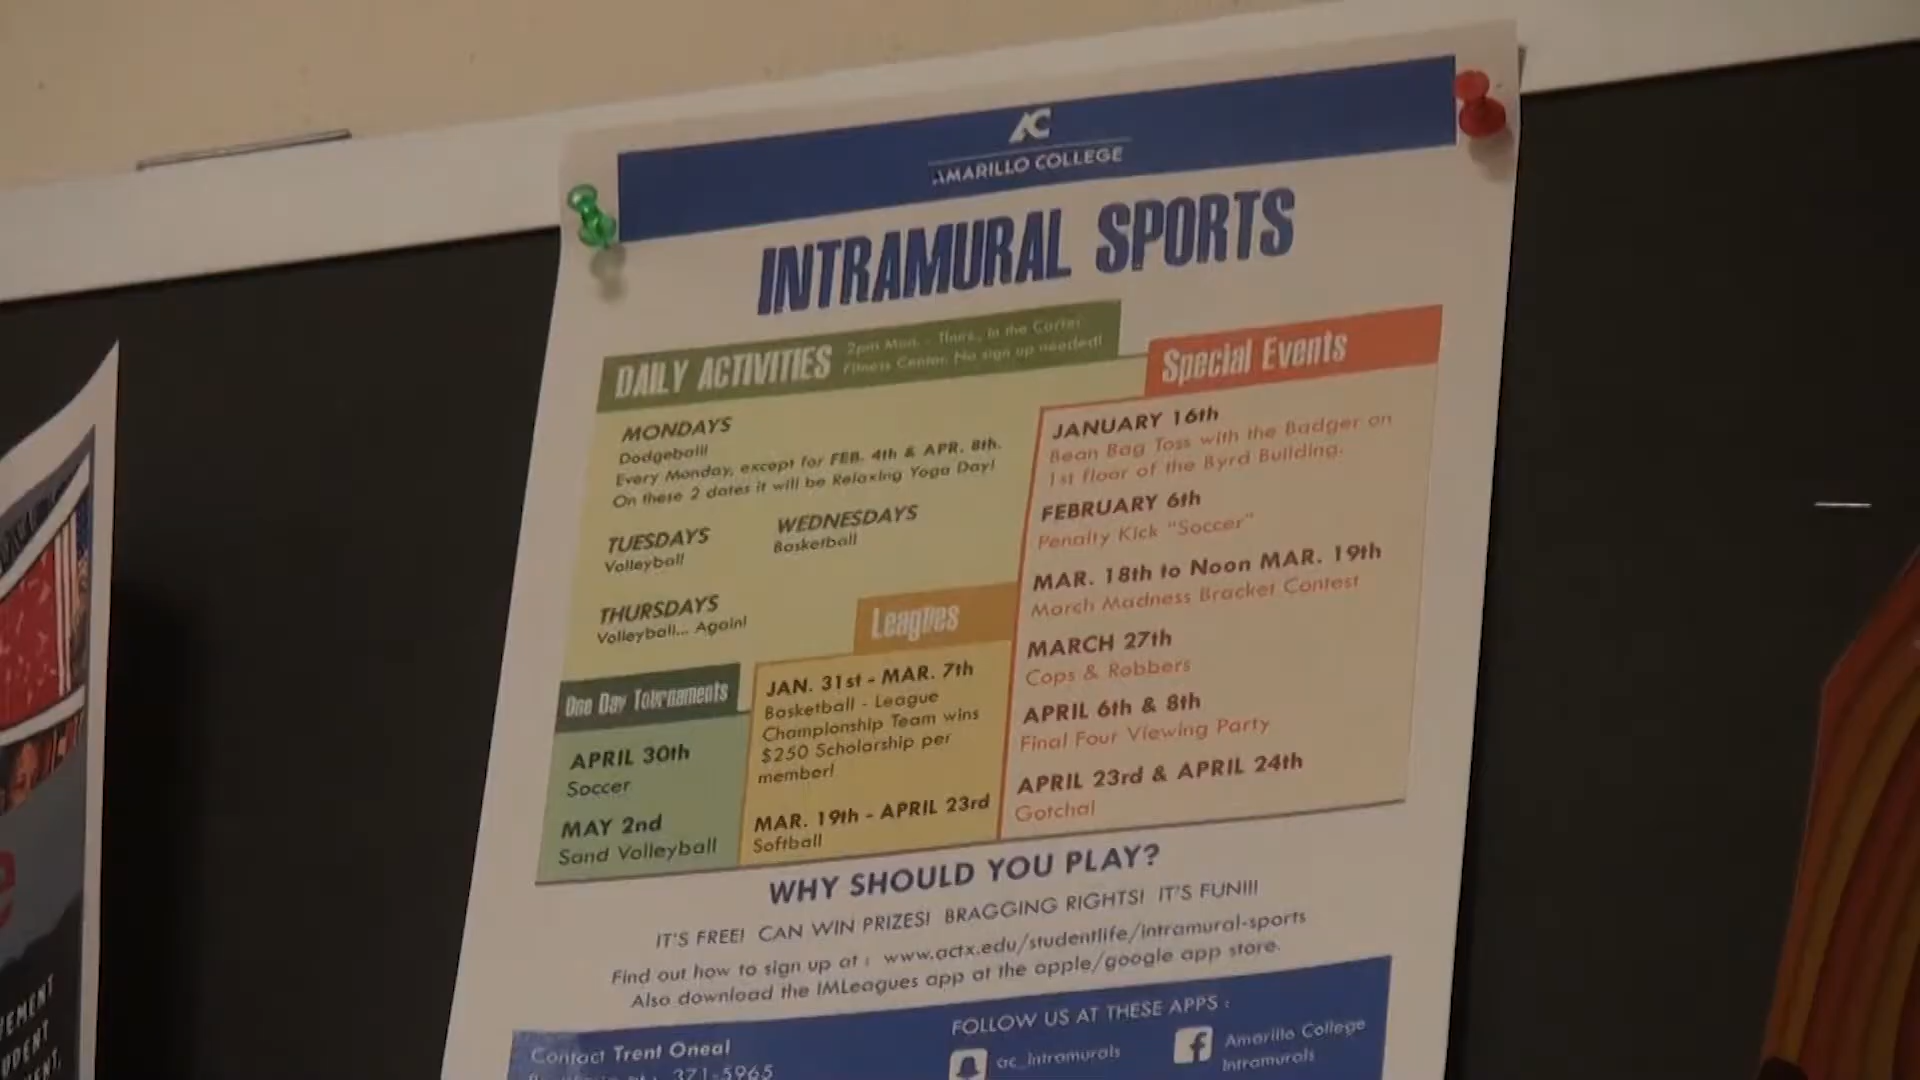 AC
AMARILLO COLLEGE
INTRAMURAL SPORTS
DAILY ACTIVITIES
2pm Mon. - Thurs., in the Carter
Fitness Center. No sign up needed!
MONDAYS
Dodgeball!
Every Monday, except for FEB. 4th & APR. 8th.
On these 2 dates it will be Relaxing Yoga Day!
TUESDAYS
Volleyball
WEDNESDAYS
Basketball
THURSDAYS
Volleyball... Again!
One Day Tournaments
APRIL 30th
Soccer
MAY 2nd
Sand Volleyball
Leagues
JAN. 31st - MAR. 7th
Basketball - League
Championship Team wins
$250 Scholarship per
member!
MAR. 19th - APRIL 23rd
Softball
Special Events
JANUARY 16th
Bean Bag Toss with the Badger on
1st floor of the Byrd Building.
FEBRUARY 6th
Penalty Kick "Soccer"
MAR. 18th to Noon MAR. 19th
March Madness Bracket Contest
MARCH 27th
Cops & Robbers
APRIL 6th & 8th
Final Four Viewing Party
APRIL 23rd & APRIL 24th
Gotcha!
WHY SHOULD YOU PLAY?
IT'S FREE! CAN WIN PRIZES! BRAGGING RIGHTS! IT'S FUN!!!
Find out how to sign up at : www.actx.edu/studentlife/intramural-sports
Also download the IMLeagues app at the apple/google app store.
Contact Trent Oneal
371-5965
FOLLOW US AT THESE APPS :
ac_intramurals
Amarillo College
Intramurals